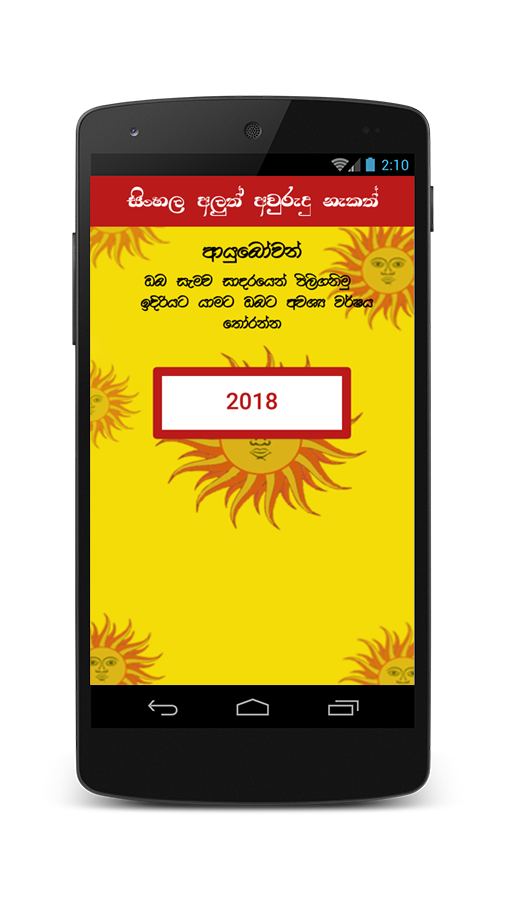 2:10
සිංහල අලුත් අවුරුදු නැකත්
ආයුබෝවන්
ඔබ සැමව සාදරයෙන් පිලිගනිමු
ඉදිරියට යාමට ඔබට අවශ්‍ය වර්ෂය
තෝරන්න
2018